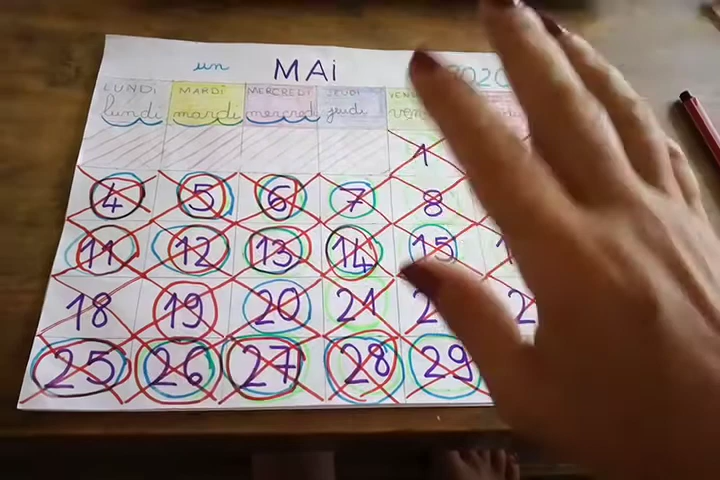 un MAi 2020
LUNDi MARDi MERCREDi JEUDi
lundi mardi mercredi jeudi
1
4 5 6 7 8
11 12 13 14 15
18 19 20 21
25 26 27 28 29